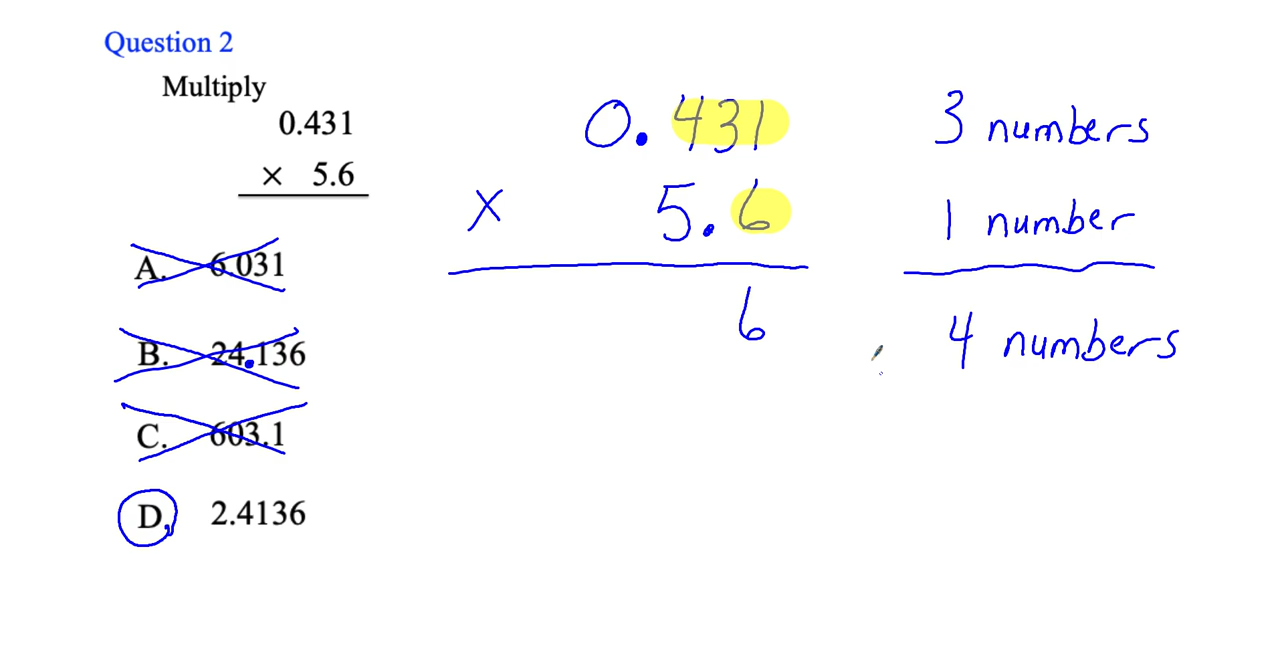 Question 2
Multiply
0.431
× 5.6
A. 6.031
B. 24.136
C. 603.1
D. 2.4136
0.431
x 5.6
6
3 numbers
1 number
4 numbers